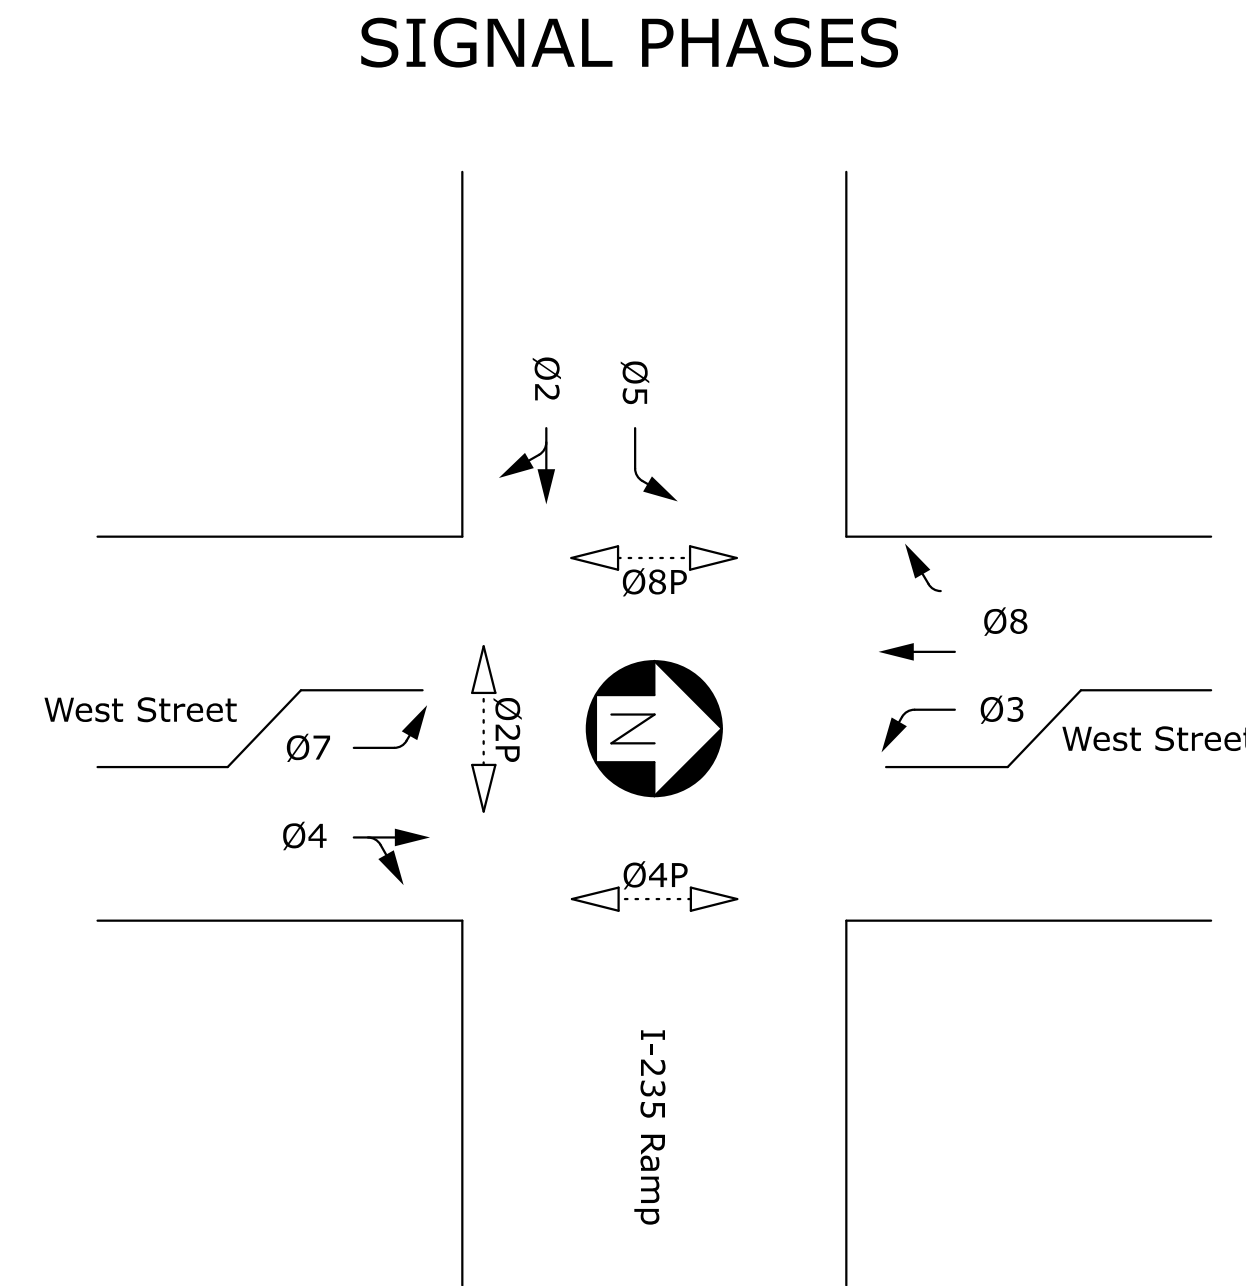 SIGNAL PHASES
Ø2
Ø5
Ø8P
Ø8
West Street
Ø2P
Ø7
N
Ø3
West Street
Ø4
Ø4P
I-235 Ramp